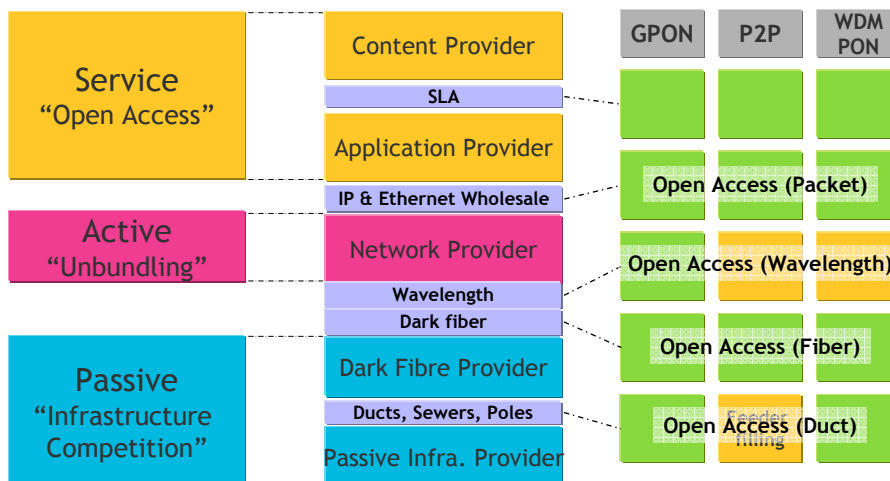 Service
“Open Access”
Active
“Unbundling”
Passive
“Infrastructure
Competition”
Content Provider
SLA
Application Provider
IP & Ethernet Wholesale
Network Provider
Wavelength
Dark fiber
Dark Fibre Provider
Ducts, Sewers, Poles
Passive Infra. Provider
GPON
P2P
WDM
PON
Open Access (Packet)
Open Access (Wavelength)
Open Access (Fiber)
Open Access (Duct)
Feeder
filling